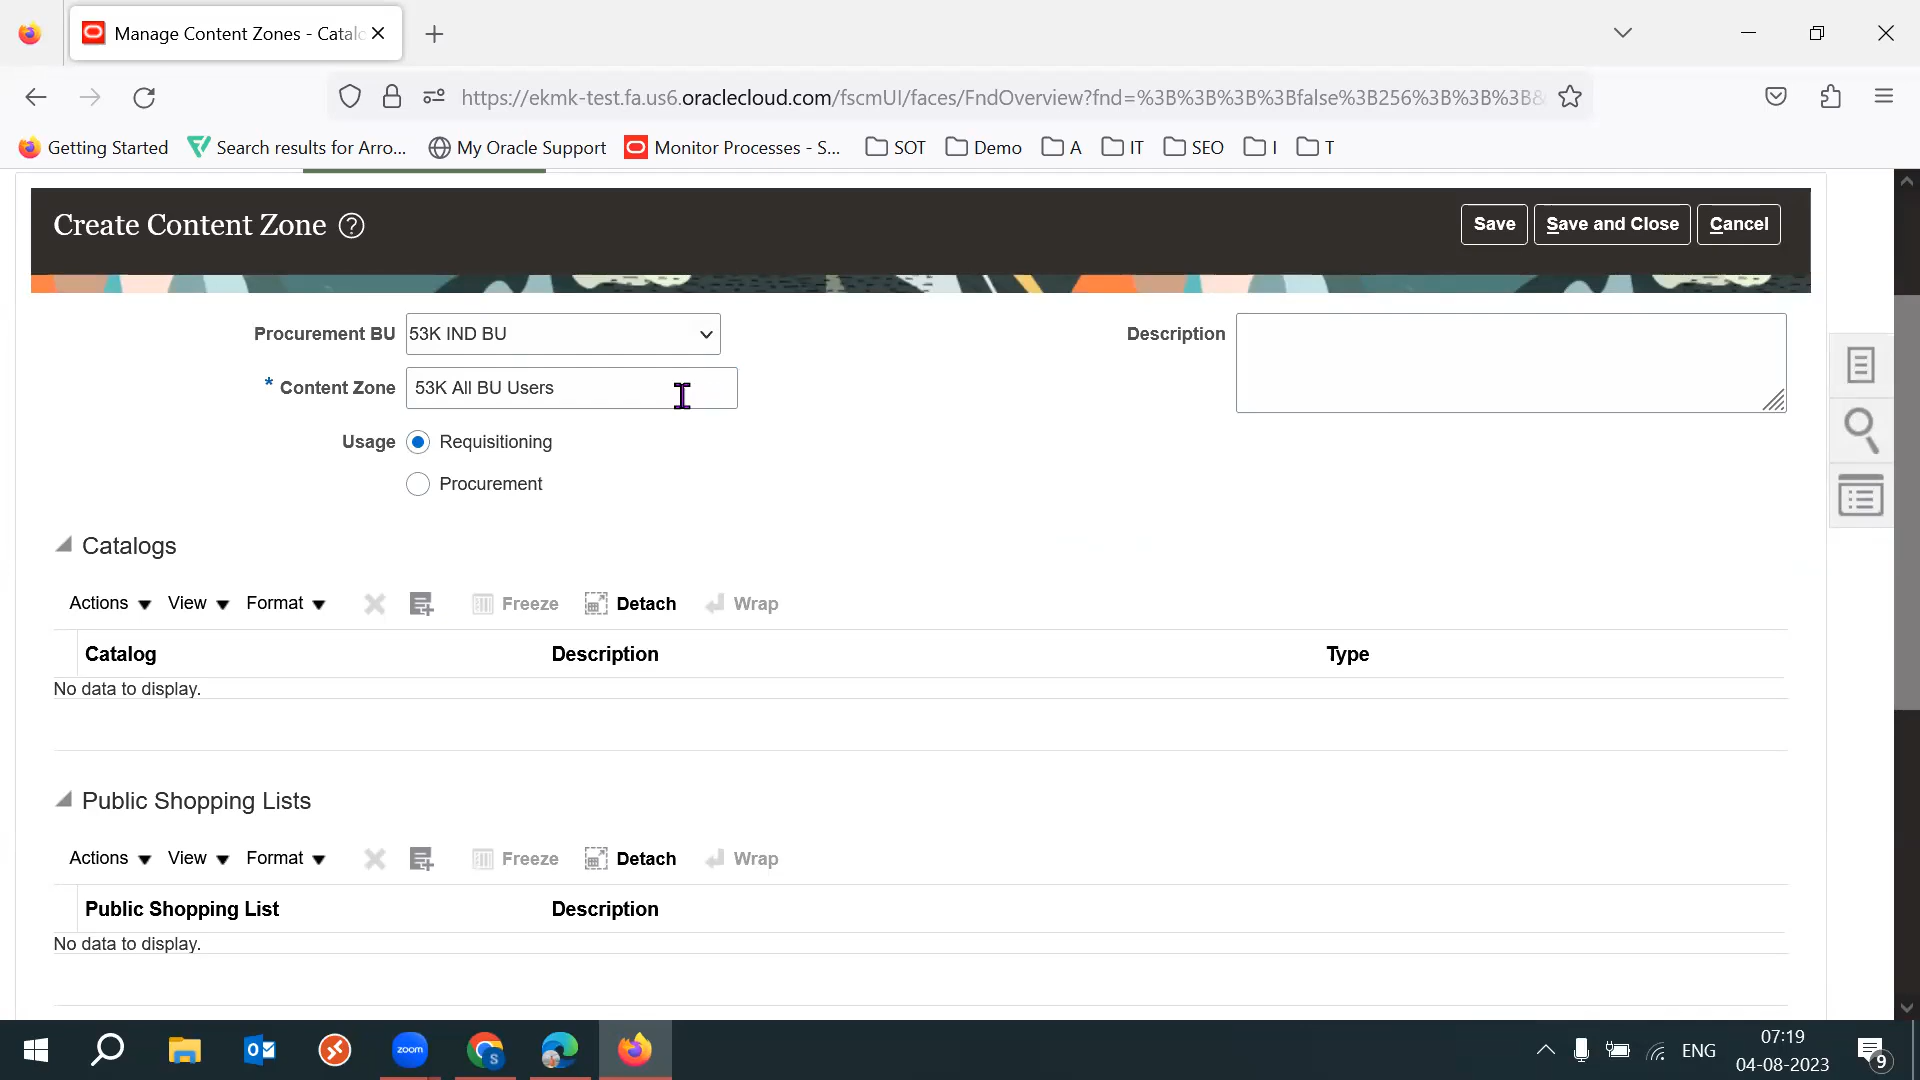 Manage Content Zones - Catalo
https://ekmk-test.fa.us6.oraclecloud.com/fscmUI/faces/FndOverview?fnd=%3B%3B%3B%3Bfalse%3B256%3B%3B%3B&
Getting Started
Search results for Arro...
My Oracle Support
Monitor Processes - S...
SOT
Demo
A
IT
SEO
I
T
Create Content Zone ?
Save
Save and Close
Cancel
Procurement BU 53K IND BU
Description
* Content Zone 53K All BU Users
Usage Requisitioning
Procurement
Catalogs
Actions View Format Freeze Detach Wrap
Catalog Description Type
No data to display.
Public Shopping Lists
Actions View Format Freeze Detach Wrap
Public Shopping List Description
No data to display.
zoom
S
ENG
07:19
04-08-2023
9